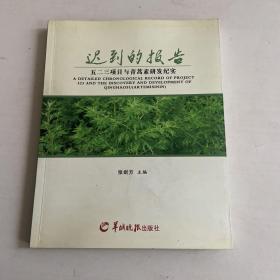 迟到的报告
五二三项目与青蒿素研发纪实
A DETAILED CHRONOLOGICAL RECORD OF PROJECT
523 AND THE DISCOVERY AND DEVELOPMENT OF
QINGHAOSU (ARTEMISININ)
张剑方 主编
羊城晚报出版社